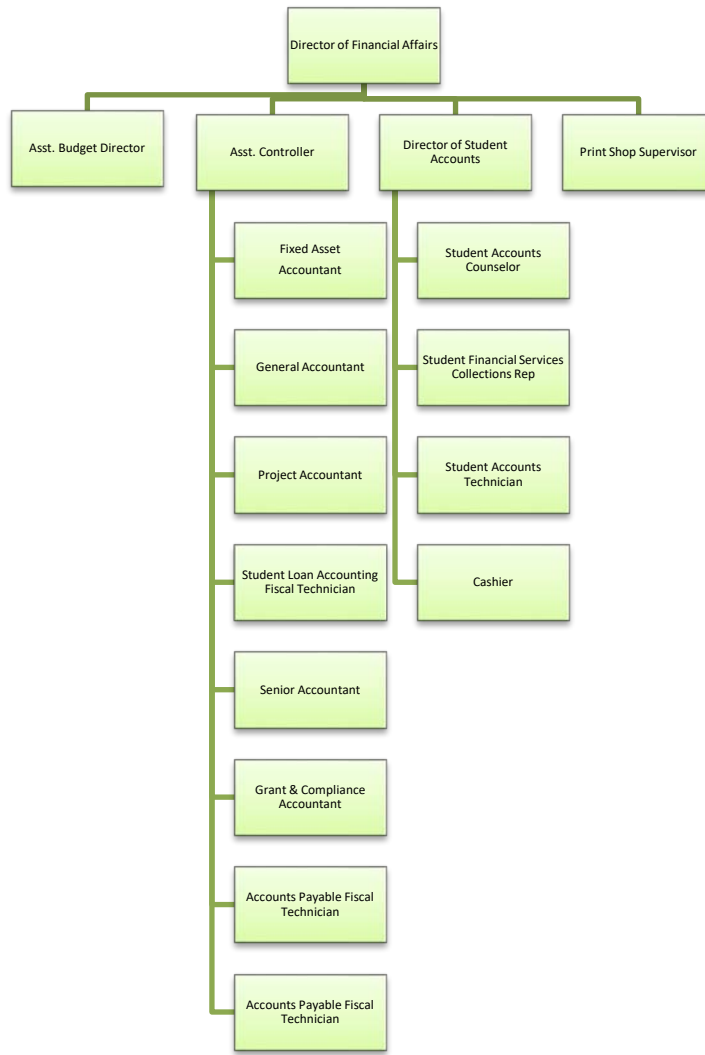 Director of Financial Affairs
Asst. Budget Director
Asst. Controller
Director of Student
Accounts
Print Shop Supervisor
Fixed Asset
Accountant
General Accountant
Project Accountant
Student Loan Accounting
Fiscal Technician
Senior Accountant
Grant & Compliance
Accountant
Accounts Payable Fiscal
Technician
Accounts Payable Fiscal
Technician
Student Accounts
Counselor
Student Financial Services
Collections Rep
Student Accounts
Technician
Cashier